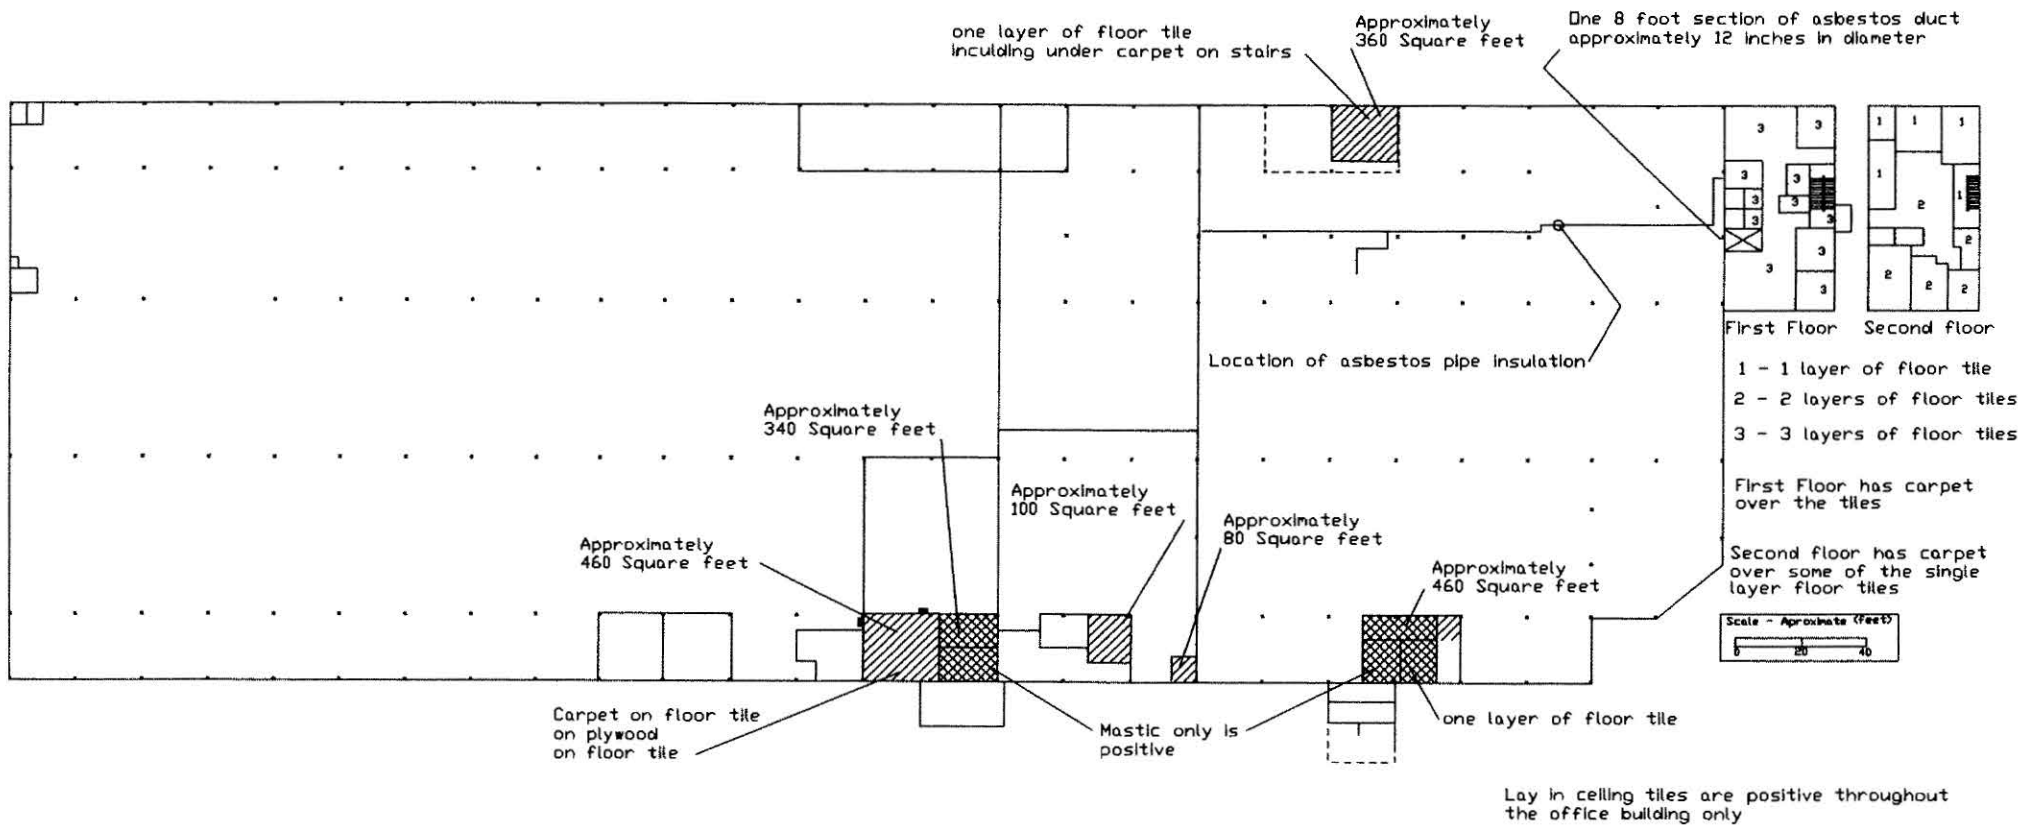 one layer of floor tile
inculding under carpet on stairs
Approximately
360 Square feet
One 8 foot section of asbestos duct
approximately 12 inches in diameter
3
3
3
3
3
3
3
3
3
3
3
1
1
1
1
1
2
2
2
2
2
First Floor
Second floor
Location of asbestos pipe insulation
1 - 1 layer of floor tile
2 - 2 layers of floor tiles
3 - 3 layers of floor tiles
First Floor has carpet
over the tiles
Second floor has carpet
over some of the single
layer floor tiles
Scale - Aproximate (feet)
0 20 40
Approximately
340 Square feet
Approximately
100 Square feet
Approximately
80 Square feet
Approximately
460 Square feet
Approximately
460 Square feet
Carpet on floor tile
on plywood
on floor tile
Mastic only is
positive
one layer of floor tile
Lay in ceiling tiles are positive throughout
the office building only